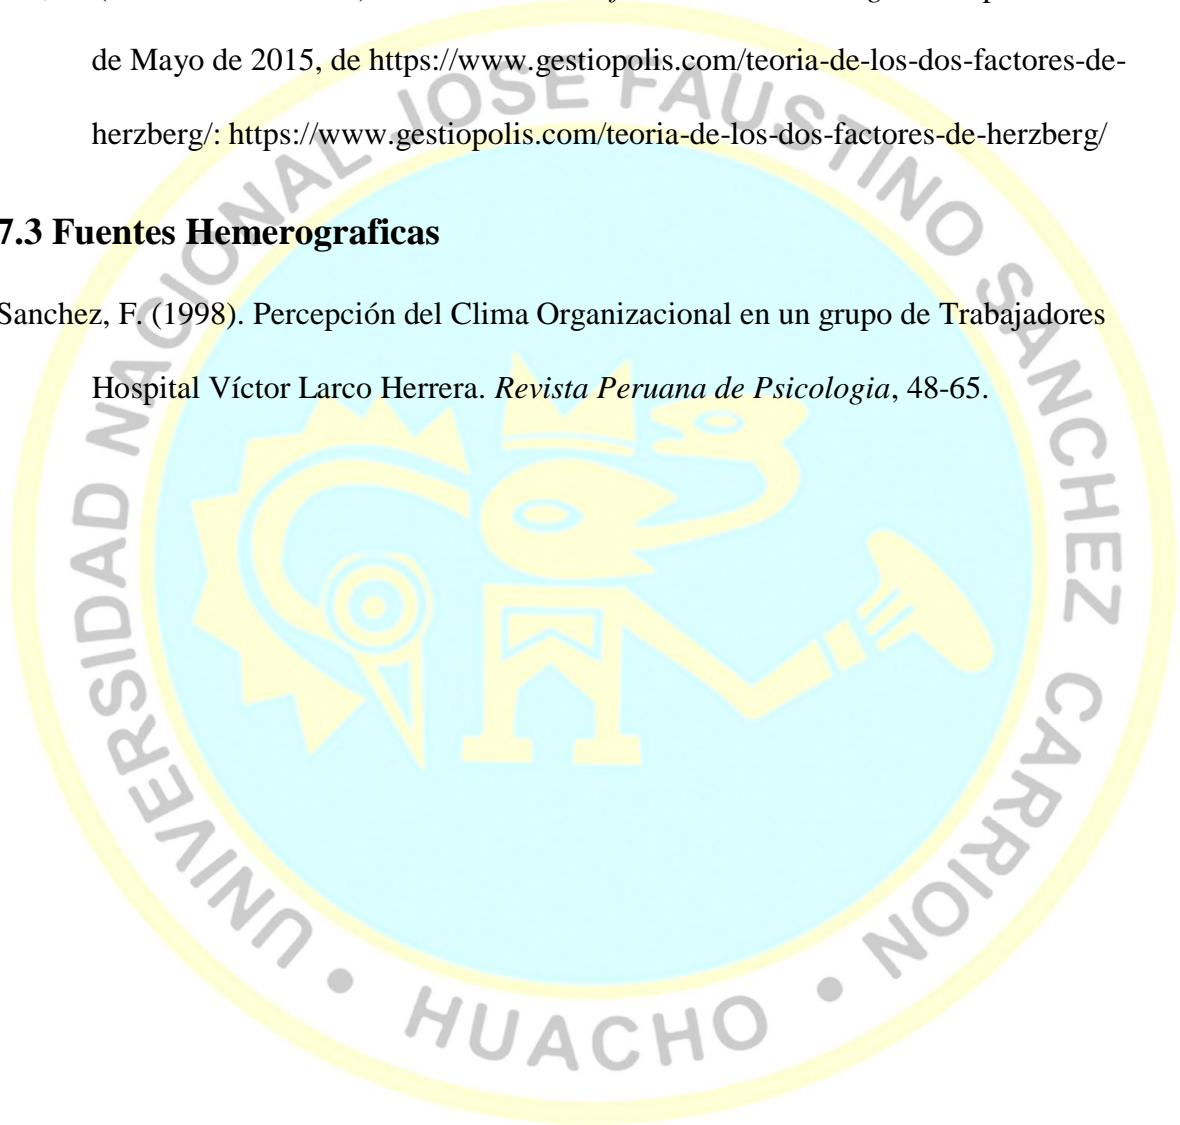 de Mayo de 2015, de https://www.gestiopolis.com/teoria-de-los-dos-factores-de-
herzberg/: https://www.gestiopolis.com/teoria-de-los-dos-factores-de-herzberg/
7.3 Fuentes Hemerograficas
Sanchez, F. (1998). Percepción del Clima Organizacional en un grupo de Trabajadores
Hospital Víctor Larco Herrera. Revista Peruana de Psicologia, 48-65.
UNIVERSIDAD NACIONAL JOSE FAUSTINO SANCHEZ CARRION
• HUACHO •